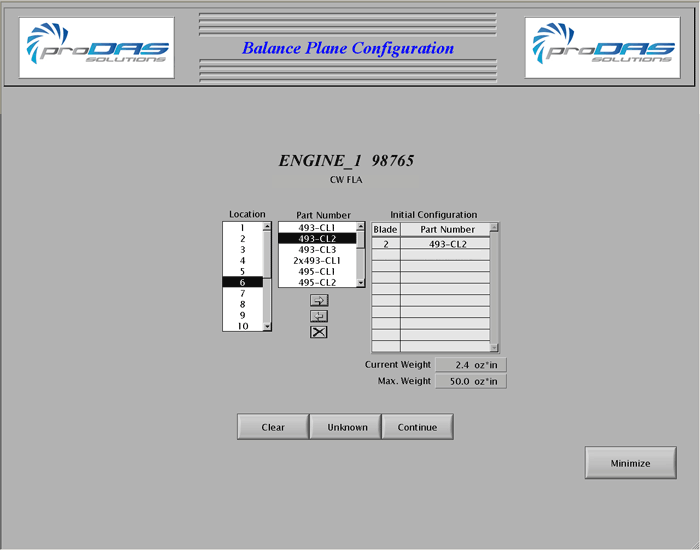 proDAS
SOLUTIONS
Balance Plane Configuration
proDAS
SOLUTIONS
ENGINE_1 98765
CW FLA
Location
1
2
3
4
5
6
7
8
9
10
Part Number
493-CL1
493-CL2
493-CL3
2x493-CL1
495-CL1
495-CL2
Initial Configuration
Blade Part Number
2 493-CL2
Current Weight 2.4 oz*in
Max. Weight 50.0 oz*in
Clear Unknown Continue
Minimize